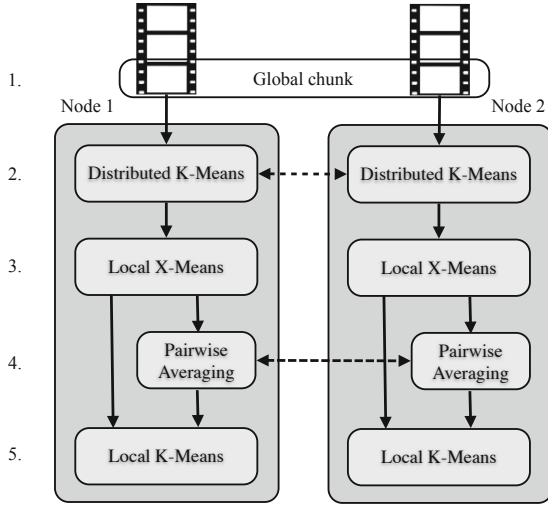 1.
Global chunk
Node 1
Node 2
2.
Distributed K-Means
Distributed K-Means
3.
Local X-Means
Local X-Means
4.
Pairwise
Averaging
Pairwise
Averaging
5.
Local K-Means
Local K-Means